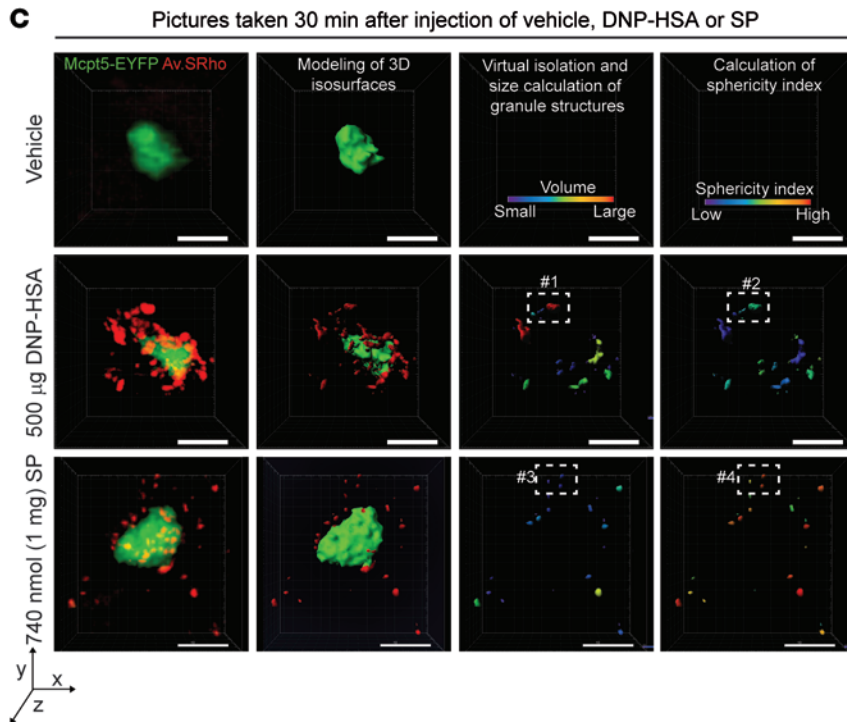 C
Pictures taken 30 min after injection of vehicle, DNP-HSA or SP
Mcpt5-EYFP Av.SRho
Modeling of 3D
isosurfaces
Virtual isolation and
size calculation of
granule structures
Calculation of
sphericity index
Vehicle
Volume
Small Large
Sphericity index
Low High
500 µg DNP-HSA
#1
#2
740 nmol (1 mg) SP
#3
#4
y
x
z